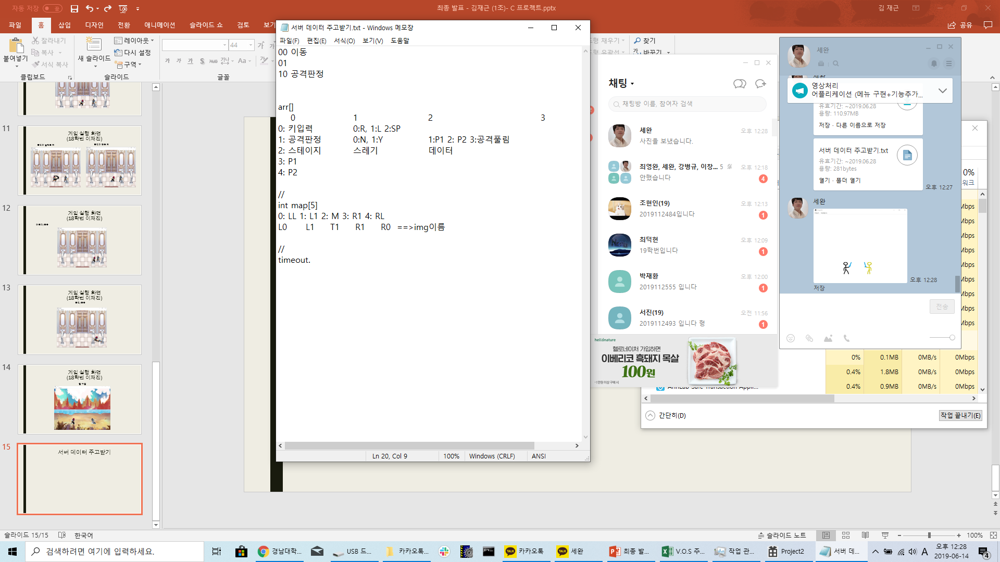 자동 저장 끔
최종 발표 - 김재근 (1조)- C 프로젝트.pptx
김 재근
파일 홈 삽입 디자인 전환 애니메이션 슬라이드 쇼 검토 보기
공유
붙여넣기
잘라내기
복사
서식 복사
클립보드
새 슬라이드
레이아웃
다시 설정
구역
슬라이드
44
글꼴
찾기
바꾸기
11
게임 실행 화면
(18학번 이재진)
12
게임 실행 화면
(18학번 이재진)
13
게임 실행 화면
(18학번 이재진)
14
게임 실행 화면
(18학번 이재진)
15
서버 데이터 주고받기
서버 데이터 주고받기.txt - Windows 메모장
파일(F) 편집(E) 서식(O) 보기(V) 도움말
00 이동
01
10 공격판정
arr[]
0 1 2 3
0: 키입력 0:R, 1:L 2:SP
1: 공격판정 0:N, 1:Y 1:P1 2: P2 3:공격풀림
2: 스테이지 스레기 데이터
3: P1
4: P2
//
int map[5]
0: LL 1: L1 2: M 3: R1 4: RL
L0 L1 T1 R1 R0 ==>img이름
//
timeout.
Ln 20, Col 9 100% Windows (CRLF) ANSI
채팅
채팅방 이름, 참여자 검색
세완 오후 12:28
사진을 보냈습니다.
최영완, 세완, 강병규, 이창... 5 오후 12:18
안했습니다 4
조현인(19) 오후 12:13
2019112484입니다 1
최덕현 오후 12:09
19학번입니다 1
박재환 오후 12:00
2019112555 입니다 1
서진(19) 오전 11:56
2019112493 입니다 형 1
hellonature
헬로네이처 가입하면
이베리코 흑돼지 목살
100원
세완
영상처리
어플리케이션 (메뉴 구현+기능추가...
유효기간: ~2019.06.28
용량: 110.97MB
저장 · 다른 이름으로 저장
서버 데이터 주고받기.txt
유효기간: ~2019.06.28
용량: 281bytes
열기 · 폴더 열기
오후 12:27
세완
오후 12:28
저장
전송
0%
워크
0% 0.1MB 0MB/s 0Mbps
0.4% 1.8MB 0MB/s 0Mbps
0.4% 0.9MB 0MB/s 0Mbps
간단히(D)
작업 끝내기(E)
슬라이드 15/15 한국어
슬라이드 노트
100%
검색하려면 여기에 입력하세요.
경남대학... USB 드... 카카오톡... 카카오톡 세완 최종 발... V.O.S 주... 작업 관... Project2 서버 데...
A
오후 12:28
2019-06-14
4